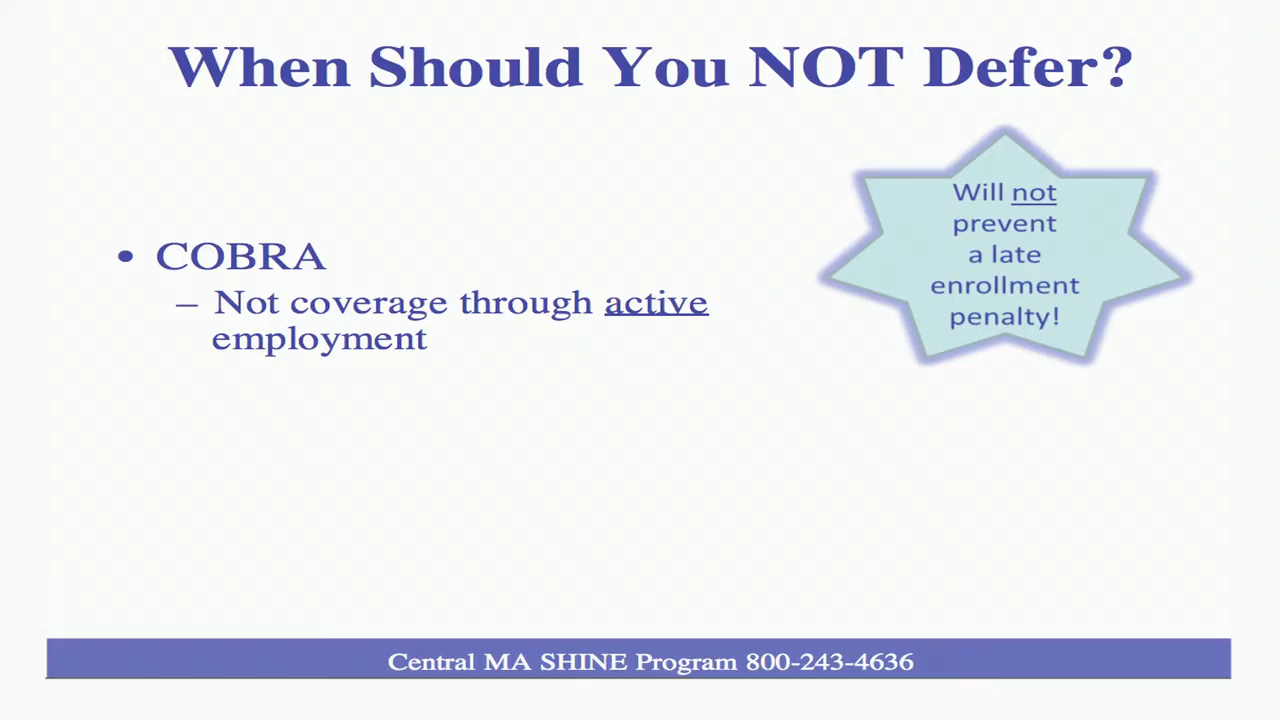 When Should You NOT Defer?
• COBRA
– Not coverage through active
employment
Will not
prevent
a late
enrollment
penalty!
Central MA SHINE Program 800-243-4636